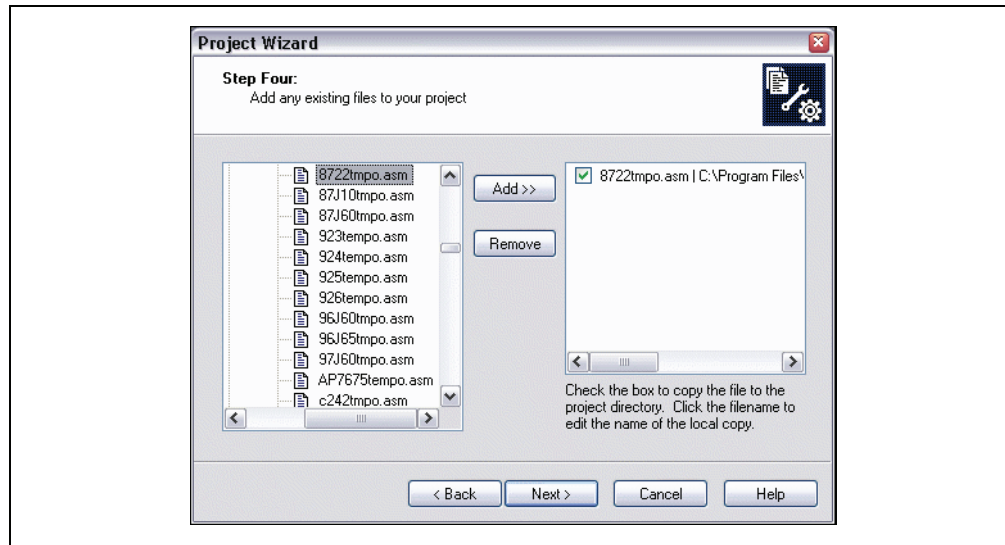 Project Wizard
Step Four:
Add any existing files to your project
8722tmpo.asm
87J10tmpo.asm
87J60tmpo.asm
923tempo.asm
924tempo.asm
925tempo.asm
926tempo.asm
96J60tmpo.asm
96J65tmpo.asm
97J60tmpo.asm
AP7675tempo.asm
c242tmpo.asm
Add >>
Remove
8722tmpo.asm | C:\Program Files\
Check the box to copy the file to the
project directory. Click the filename to
edit the name of the local copy.
< Back
Next >
Cancel
Help